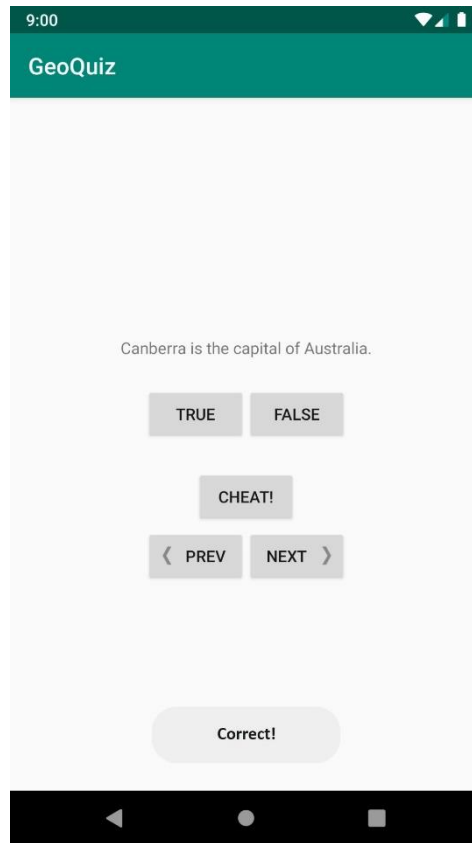 9:00
GeoQuiz
Canberra is the capital of Australia.
TRUE FALSE
CHEAT!
PREV NEXT
Correct!